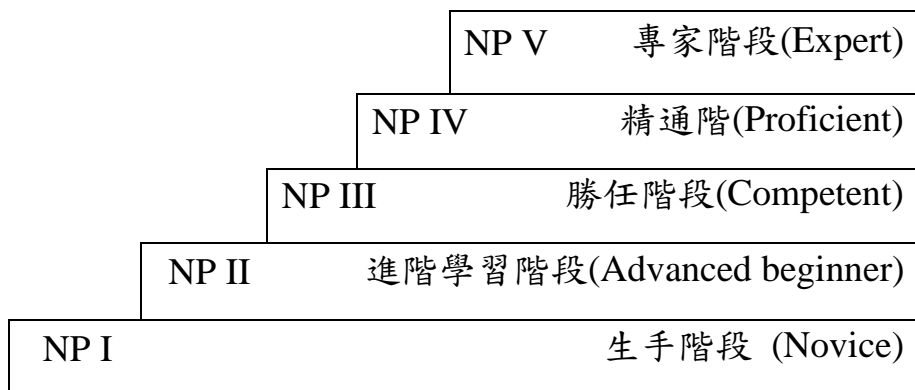 NP V 專家階段(Expert)
NP IV 精通階(Proficient)
NP III 勝任階段(Competent)
NP II 進階學習階段(Advanced beginner)
NP I 生手階段 (Novice)